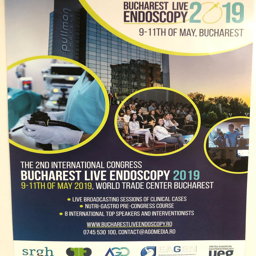 BUCHAREST LIVE
ENDOSCOPY 2019
9-11TH OF MAY, BUCHAREST
pullman
THE 2ND INTERNATIONAL CONGRESS
BUCHAREST LIVE ENDOSCOPY 2019
9-11TH OF MAY 2019, WORLD TRADE CENTER BUCHAREST
• LIVE BROADCASTING SESSIONS OF CLINICAL CASES
• NUTRI-GASTRO PRE-CONGRESS COURSE
• 8 INTERNATIONAL TOP SPEAKERS AND INTERVENTIONISTS
WWW.BUCHARESTLIVEENDOSCOPY.RO
0745 530 100, CONTACT@AGOMEDIA.RO
srgh
AGO
ueg